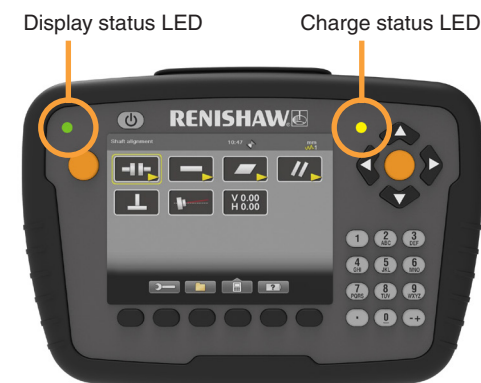 Display status LED
Charge status LED
RENISHAW
Shaft alignment
10:47
mm
V 0.00
H 0.00
1
2 ABC
3 DEF
4 GHI
5 JKL
6 MNO
7 PQRS
8 TUV
9 WXYZ
.
0
-+
?